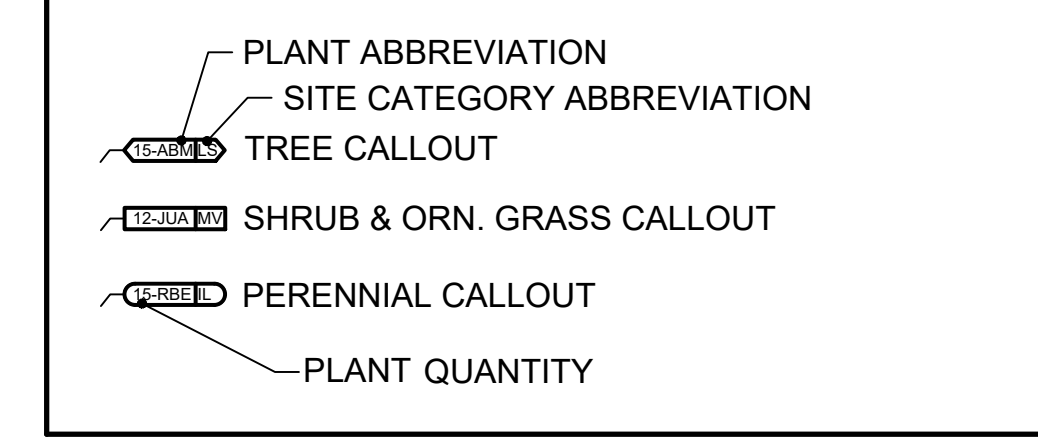 PLANT ABBREVIATION
SITE CATEGORY ABBREVIATION
15-ABM LS TREE CALLOUT
12-JUA MV SHRUB & ORN. GRASS CALLOUT
15-RBE IL PERENNIAL CALLOUT
PLANT QUANTITY